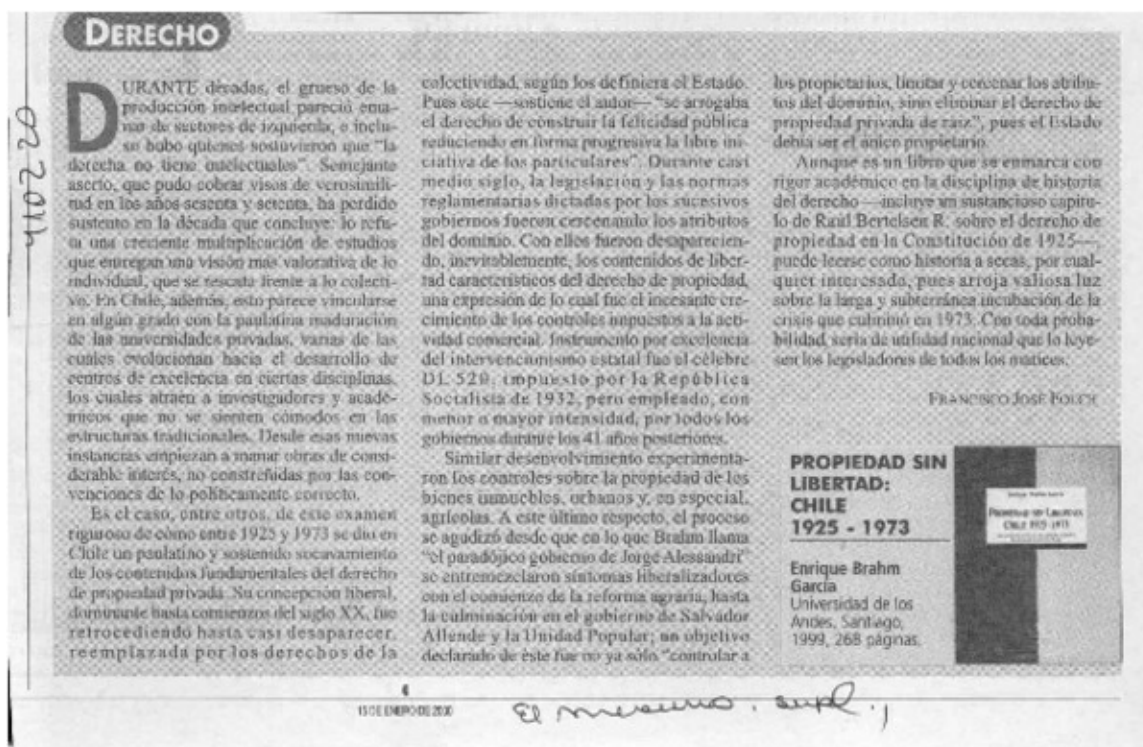 DERECHO
DURANTE décadas, el grueso de la
producción intelectual pareció ema-
nar de sectores de izquierda, e inclu-
so hubo quienes sostuvieron que "la
derecha no tiene intelectuales". Semejante
aserto, que pudo cobrar visos de verosimili-
tud en los años sesenta y setenta, ha perdido
sustento en la década que concluye: lo refu-
ta una creciente multiplicación de estudios
que entregan una visión más valorativa de lo
individual, que se rescata frente a lo colecti-
vo. En Chile, además, esto parece vincularse
en algún grado con la paulatina maduración
de las universidades privadas, varias de las
cuales evolucionan hacia el desarrollo de
centros de excelencia en ciertas disciplinas,
los cuales atraen a investigadores y acadé-
micos que no se sienten cómodos en las
estructuras tradicionales. Desde esas nuevas
instancias empiezan a manar obras de consi-
derable interés, no constreñidas por las con-
venciones de lo políticamente correcto.
Es el caso, entre otros, de este examen
riguroso de cómo entre 1925 y 1973 se dio en
Chile un paulatino y sostenido socavamiento
de los contenidos fundamentales del derecho
de propiedad privada. Su concepción liberal,
dominante hasta comienzos del siglo XX, fue
retrocediendo hasta casi desaparecer,
reemplazada por los derechos de la
colectividad, según los definiera el Estado.
Pues éste —sostiene el autor— "se arrogaba
el derecho de construir la felicidad pública
reduciendo en forma progresiva la libre ini-
ciativa de los particulares". Durante casi
medio siglo, la legislación y las normas
reglamentarias dictadas por los sucesivos
gobiernos fueron cercenando los atributos
del dominio. Con ellos fueron desaparecien-
do, inevitablemente, los contenidos de liber-
tad característicos del derecho de propiedad,
una expresión de lo cual fue el incesante cre-
cimiento de los controles impuestos a la acti-
vidad comercial. Instrumento por excelencia
del intervencionismo estatal fue el célebre
DL 520, impuesto por la República
Socialista de 1932, pero empleado, con
menor o mayor intensidad, por todos los
gobiernos durante los 41 años posteriores.
Similar desenvolvimiento experimenta-
ron los controles sobre la propiedad de los
bienes inmuebles, urbanos y, en especial,
agrícolas. A este último respecto, el proceso
se agudizó desde que en lo que Brahm llama
"el paradójico gobierno de Jorge Alessandri"
se entremezclaron síntomas liberalizadores
con el comienzo de la reforma agraria, hasta
la culminación en el gobierno de Salvador
Allende y la Unidad Popular; un objetivo
declarado de éste fue no ya sólo "controlar a
los propietarios, limitar y cercenar los atribu-
tos del dominio, sino eliminar el derecho de
propiedad privada de raíz", pues el Estado
debía ser el único propietario.
Aunque es un libro que se enmarca con
rigor académico en la disciplina de historia
del derecho —incluye un sustancioso capítu-
lo de Raúl Bertelsen R. sobre el derecho de
propiedad en la Constitución de 1925—,
puede leerse como historia a secas, por cual-
quier interesado, pues arroja valiosa luz
sobre la larga y subterránea incubación de la
crisis que culminó en 1973. Con toda proba-
bilidad, sería de utilidad nacional que lo leye-
sen los legisladores de todos los matices.
FRANCISCO JOSÉ FOLCH
PROPIEDAD SIN
LIBERTAD:
CHILE
1925 - 1973
Enrique Brahm
García
Universidad de los
Andes, Santiago,
1999, 268 páginas.
PROPIEDAD SIN LIBERTAD:
CHILE 1925-1973
6
15 DE ENERO DE 2000
El mercurio, supl.,